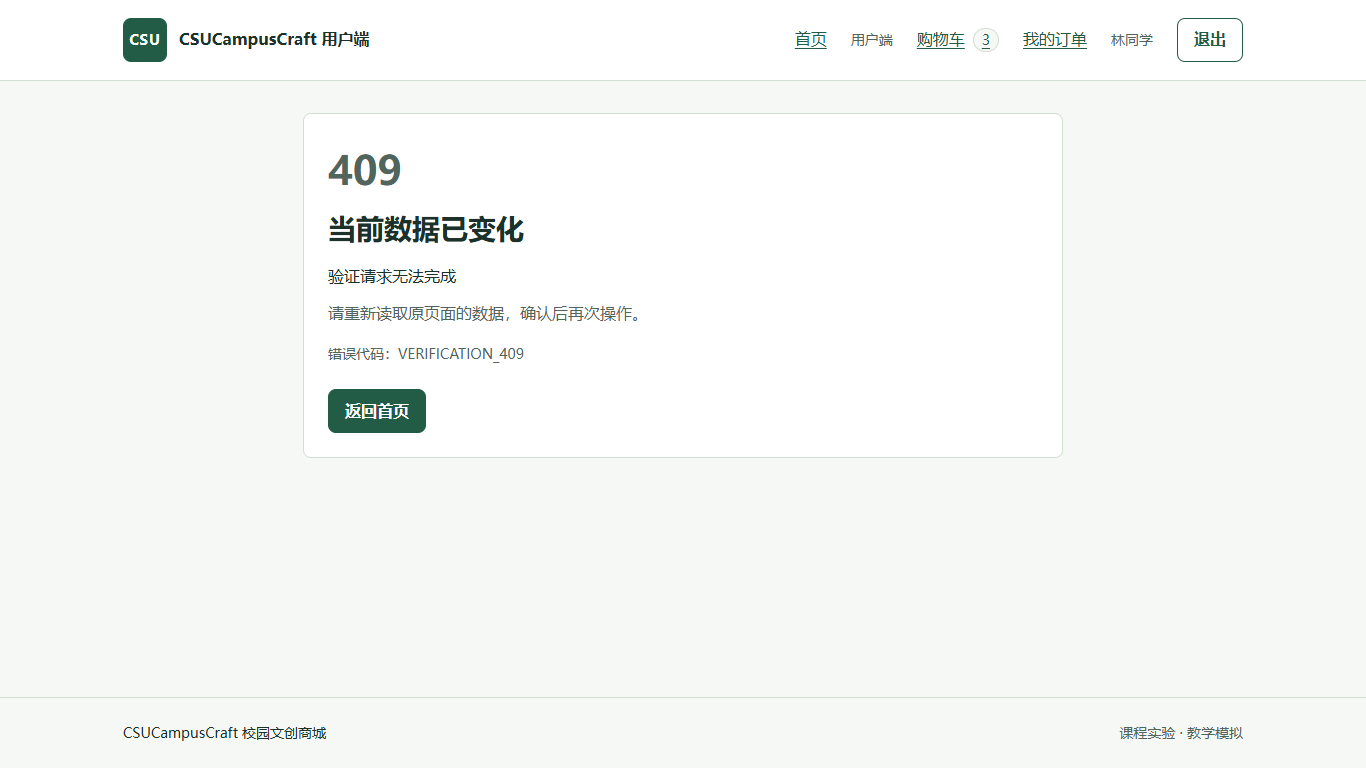 CSU CSUCampusCraft 用户端 首页 用户端 购物车 3 我的订单 林同学 退出
409
当前数据已变化
验证请求无法完成
请重新读取原页面的数据，确认后再次操作。
错误代码：VERIFICATION_409
返回首页
CSUCampusCraft 校园文创商城 课程实验 · 教学模拟